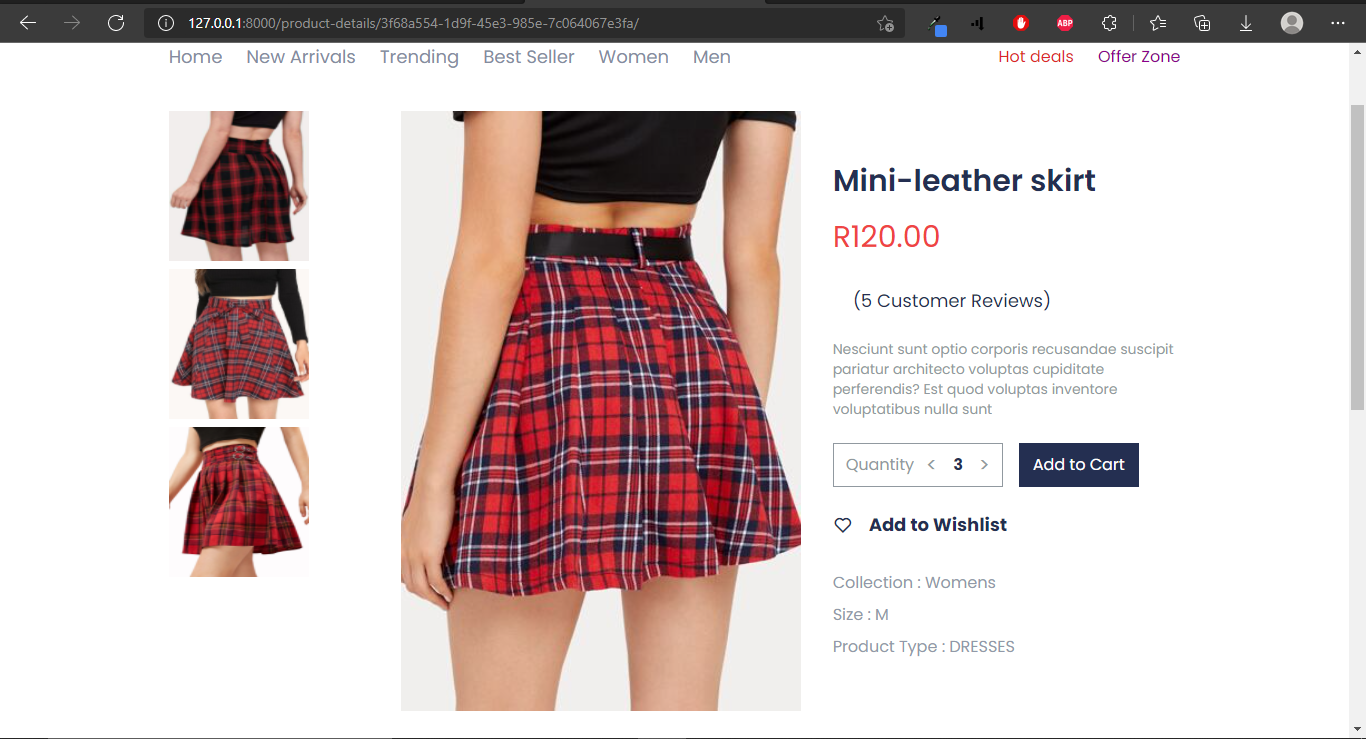 127.0.0.1:8000/product-details/3f68a554-1d9f-45e3-985e-7c064067e3fa/
ABP
Home New Arrivals Trending Best Seller Women Men Hot deals Offer Zone
Mini-leather skirt
R120.00
(5 Customer Reviews)
Nesciunt sunt optio corporis recusandae suscipit
pariatur architecto voluptas cupiditate
perferendis? Est quod voluptas inventore
voluptatibus nulla sunt
Quantity < 3 > Add to Cart
Add to Wishlist
Collection : Womens
Size : M
Product Type : DRESSES